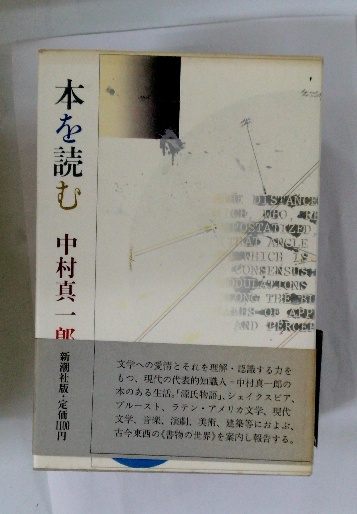 本を読む
中村真一郎
新潮社版・定価1100円
DISTANCE
WHO, RE
POSTATIZED
ANGLE
WHICH IS
CONSENSUS
THE BU
OF APP
AND PERCEP
文学への愛情とそれを理解・認識する力を
もつ、現代の代表的知識人－中村真一郎の
本のある生活。「源氏物語」、シェイクスピア、
プルースト、ラテン・アメリカ文学、現代
文学、音楽、演劇、美術、建築等におよぶ、
古今東西の《書物の世界》を案内し報告する。